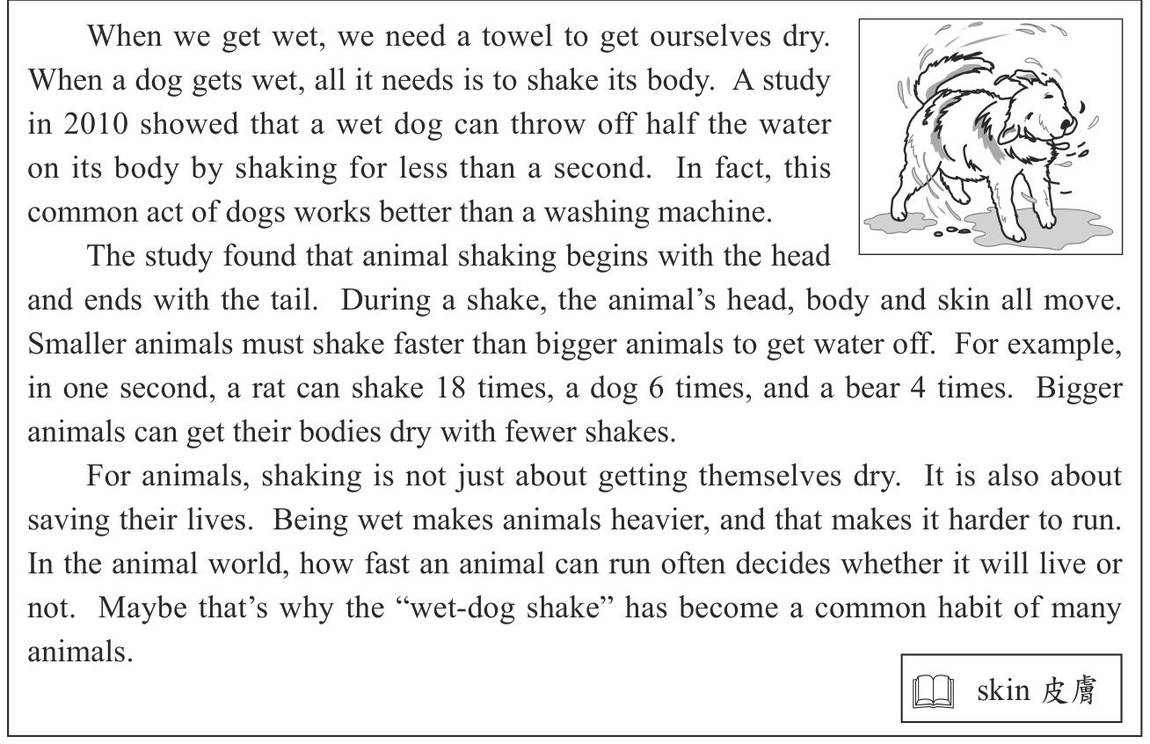 When we get wet, we need a towel to get ourselves dry.
When a dog gets wet, all it needs is to shake its body. A study
in 2010 showed that a wet dog can throw off half the water
on its body by shaking for less than a second. In fact, this
common act of dogs works better than a washing machine.
The study found that animal shaking begins with the head
and ends with the tail. During a shake, the animal’s head, body and skin all move.
Smaller animals must shake faster than bigger animals to get water off. For example,
in one second, a rat can shake 18 times, a dog 6 times, and a bear 4 times. Bigger
animals can get their bodies dry with fewer shakes.
For animals, shaking is not just about getting themselves dry. It is also about
saving their lives. Being wet makes animals heavier, and that makes it harder to run.
In the animal world, how fast an animal can run often decides whether it will live or
not. Maybe that’s why the “wet-dog shake” has become a common habit of many
animals.
skin 皮膚